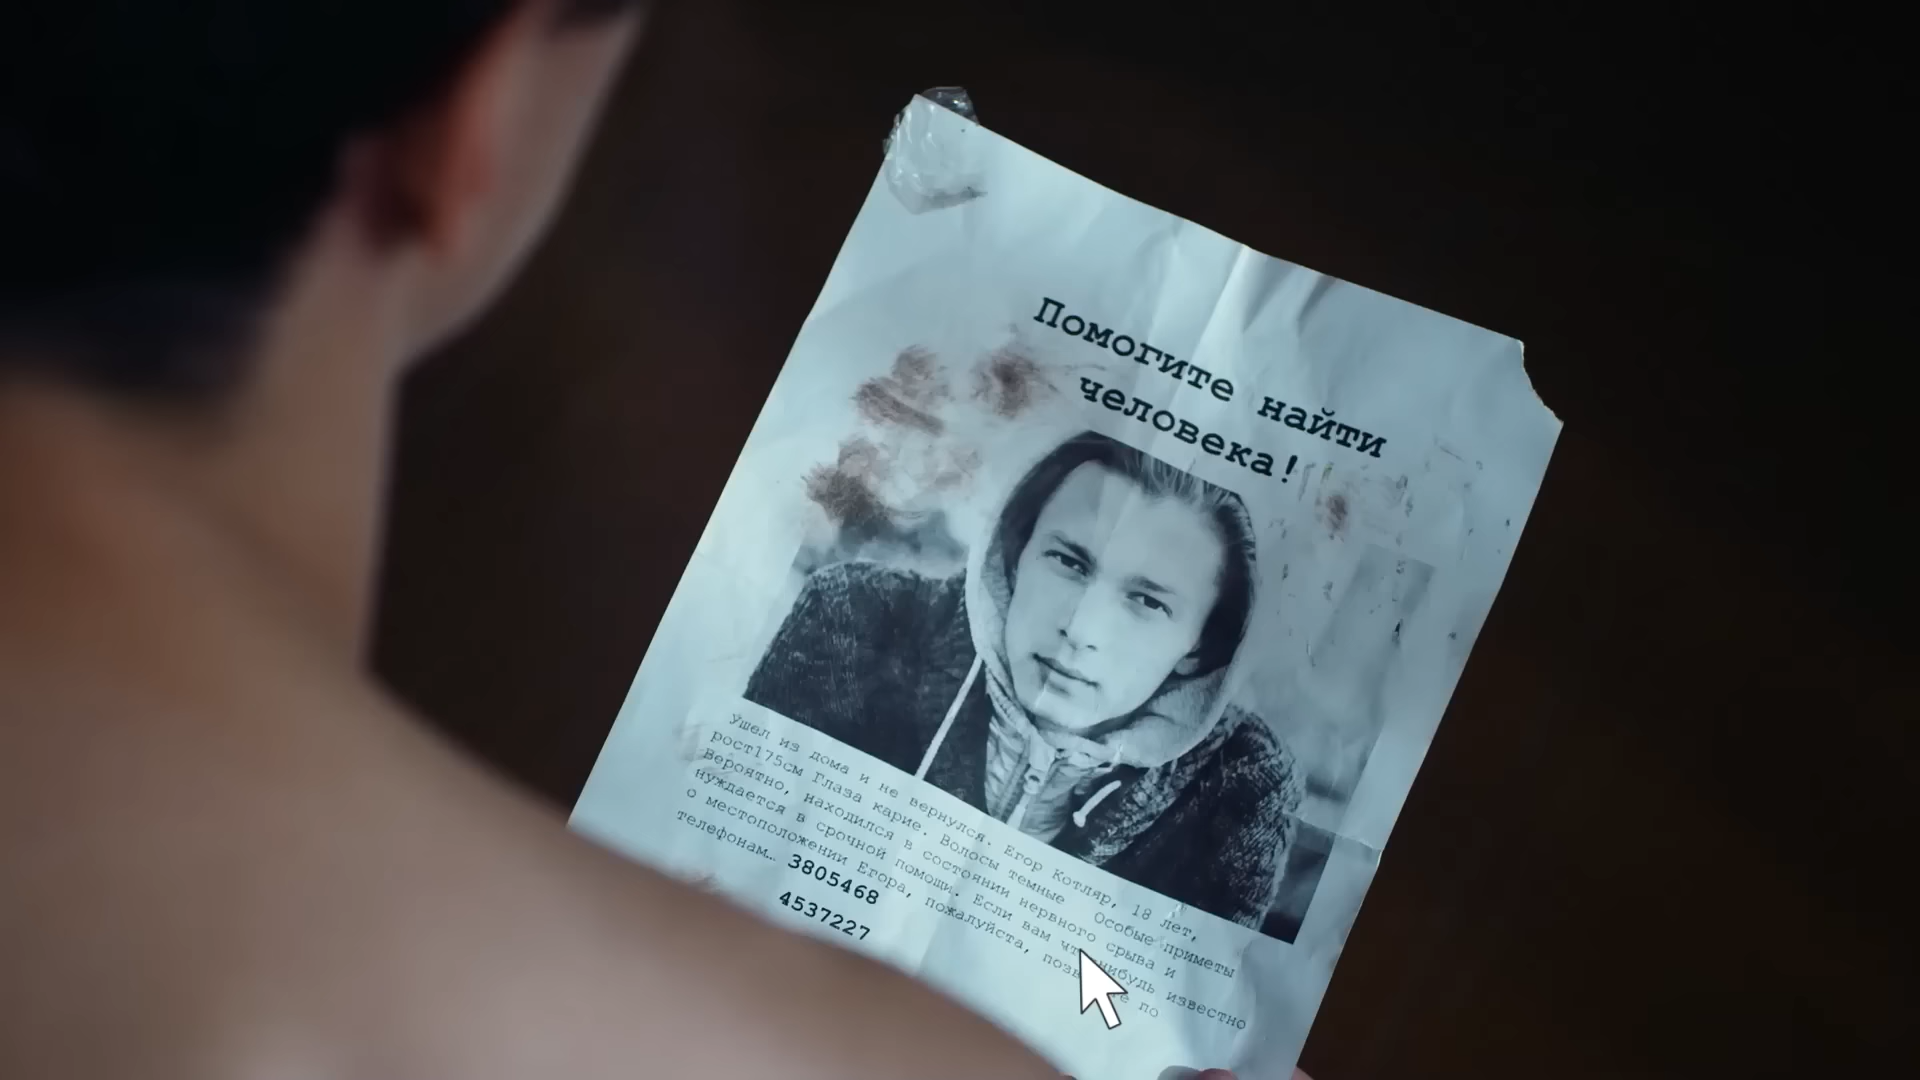 Помогите найти
человека!
Ушел из дома и не вернулся. Егор Котляр, 18 лет,
рост175см Глаза карие. Волосы темные Особые приметы
Вероятно, находился в состоянии нервного срыва и
нуждается в срочной помощи. Если вам известно
о местоположении Егора, пожалуйста, по
телефонам… 3805468
4537227